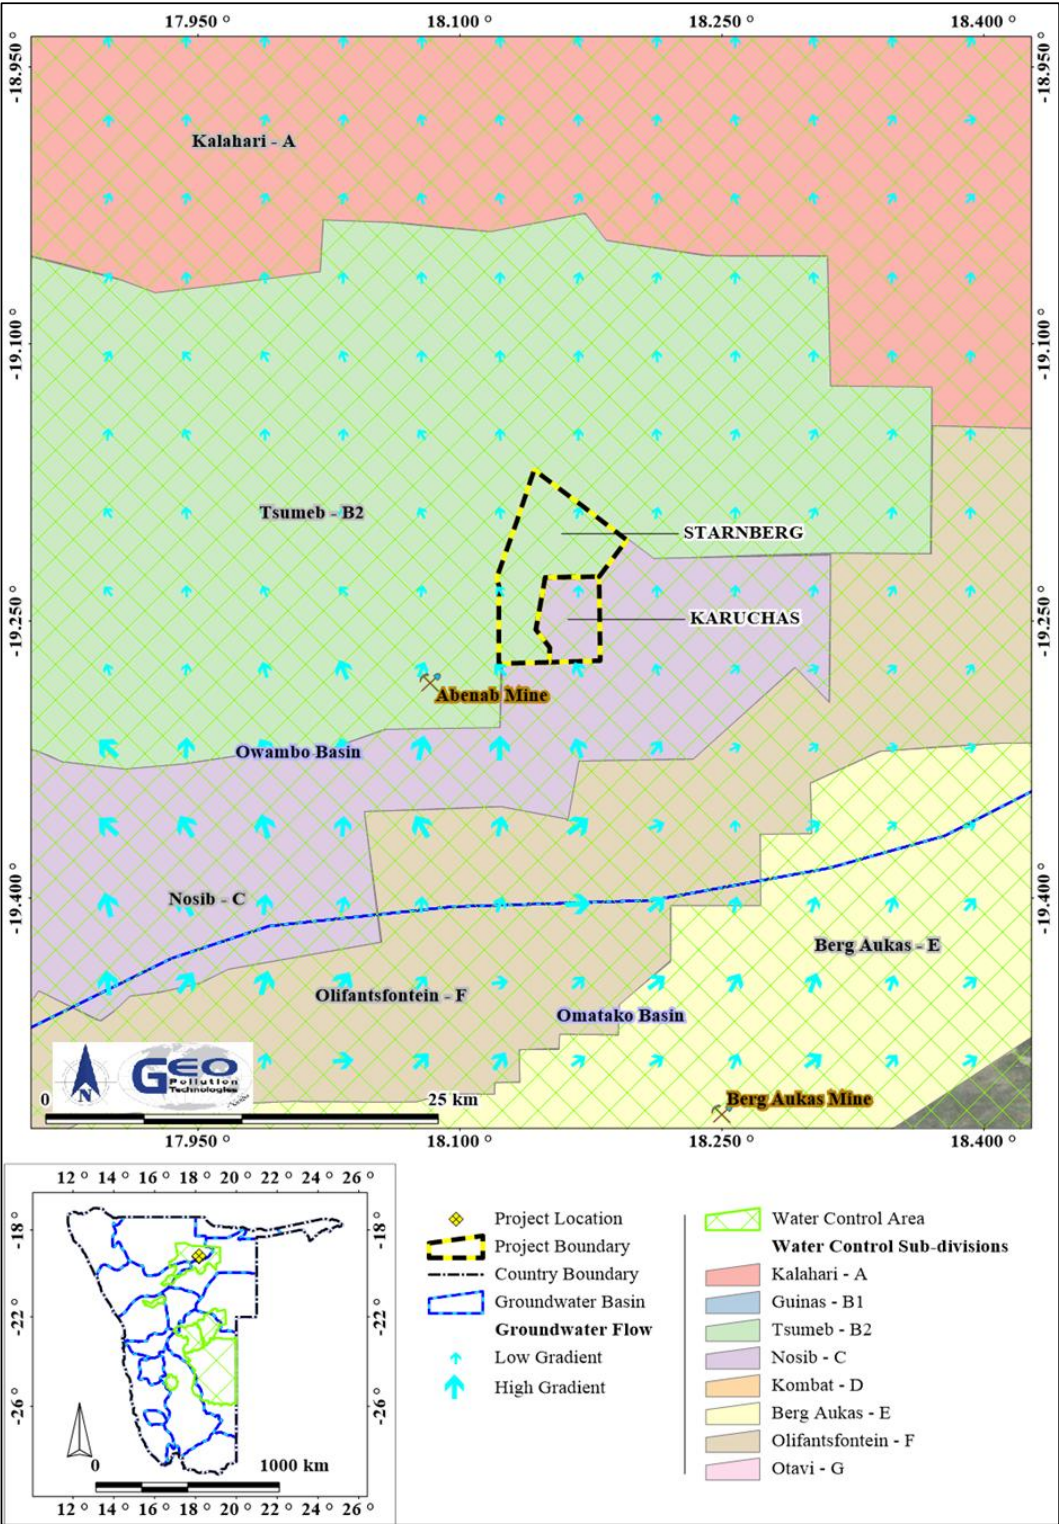 17.950 ° 18.100 ° 18.250 ° 18.400 °
-18.950 ° -18.950 °
Kalahari - A
-19.100 ° -19.100 °
Tsumeb - B2
STARNBERG
-19.250 ° -19.250 °
KARUCHAS
Abenab Mine
Owambo Basin
-19.400 ° -19.400 °
Nosib - C
Berg Aukas - E
Olifantsfontein - F
Omatako Basin
N
GEO
Pollution
Technologies
0 25 km
Berg Aukas Mine
17.950 ° 18.100 ° 18.250 ° 18.400 °
12 ° 14 ° 16 ° 18 ° 20 ° 22 ° 24 ° 26 °
-18 ° -18 °
-22 ° -22 °
-26 ° -26 °
0 1000 km
12 ° 14 ° 16 ° 18 ° 20 ° 22 ° 24 ° 26 °
Project Location
Project Boundary
Country Boundary
Groundwater Basin
Groundwater Flow
Low Gradient
High Gradient
Water Control Area
Water Control Sub-divisions
Kalahari - A
Guinas - B1
Tsumeb - B2
Nosib - C
Kombat - D
Berg Aukas - E
Olifantsfontein - F
Otavi - G